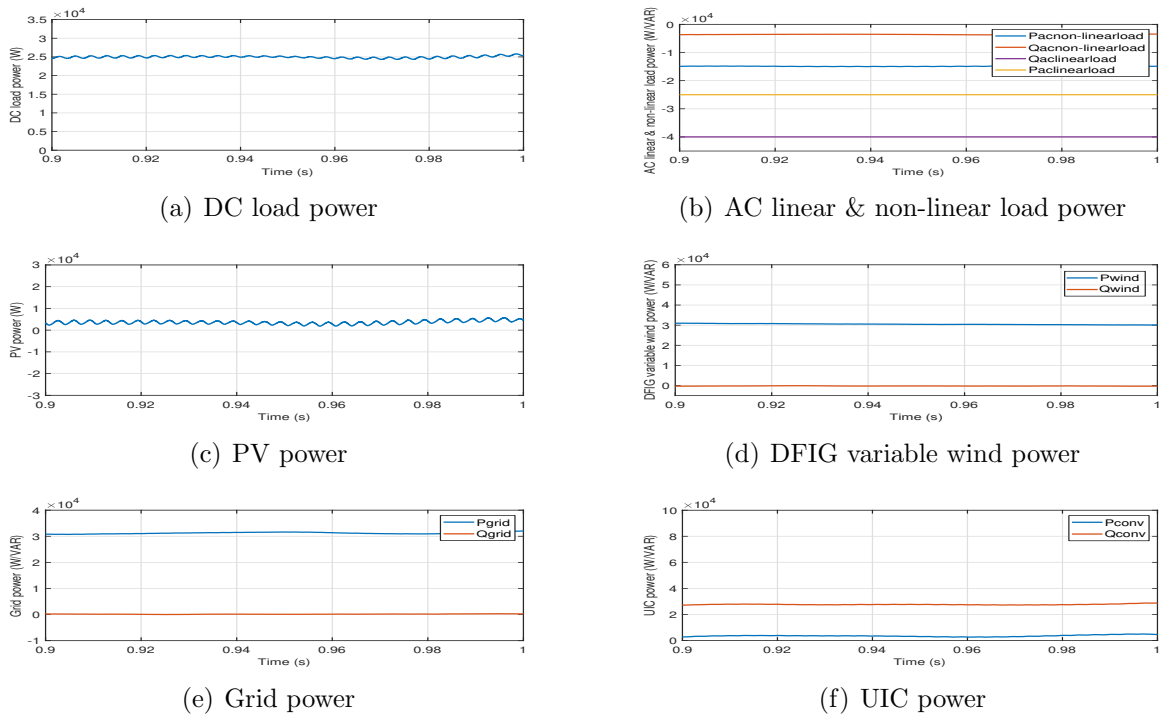 ×10⁴
3.5
3
2.5
2
1.5
1
0.5
0
DC load power (W)
0.9 0.92 0.94 0.96 0.98 1
Time (s)
(a) DC load power
×10⁴
0
-1
-2
-3
-4
AC linear & non-linear load power (W/VAR)
Pacnon-linearload
Qacnon-linearload
Qaclinearload
Paclinearload
0.9 0.92 0.94 0.96 0.98 1
Time (s)
(b) AC linear & non-linear load power
×10⁴
3
2
1
0
-1
-2
-3
PV power (W)
0.9 0.92 0.94 0.96 0.98 1
Time (s)
(c) PV power
×10⁴
6
5
4
3
2
1
0
DFIG variable wind power (W/VAR)
Pwind
Qwind
0.9 0.92 0.94 0.96 0.98 1
Time (s)
(d) DFIG variable wind power
×10⁴
4
3
2
1
0
-1
Grid power (W/VAR)
Pgrid
Qgrid
0.9 0.92 0.94 0.96 0.98 1
Time (s)
(e) Grid power
×10⁴
10
8
6
4
2
0
UIC power (W/VAR)
Pconv
Qconv
0.9 0.92 0.94 0.96 0.98 1
Time (s)
(f) UIC power